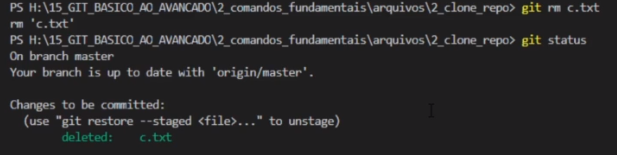 PS H:\15_GIT_BASICO_AO_AVANCADO\2_comandos_fundamentais\arquivos\2_clone_repo> git rm c.txt
rm 'c.txt'
PS H:\15_GIT_BASICO_AO_AVANCADO\2_comandos_fundamentais\arquivos\2_clone_repo> git status
On branch master
Your branch is up to date with 'origin/master'.
Changes to be committed:
  (use "git restore --staged <file>..." to unstage)
        deleted:    c.txt